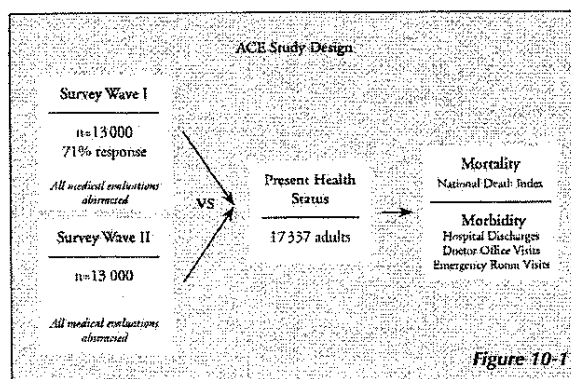 ACE Study Design
Survey Wave I
n=13000
71% response
All medical evaluations
abstracted
vs
Survey Wave II
n=13 000
All medical evaluations
abstracted
Present Health
Status
17337 adults
Mortality
National Death Index
Morbidity
Hospital Discharges
Doctor Office Visits
Emergency Room Visits
Figure 10-1